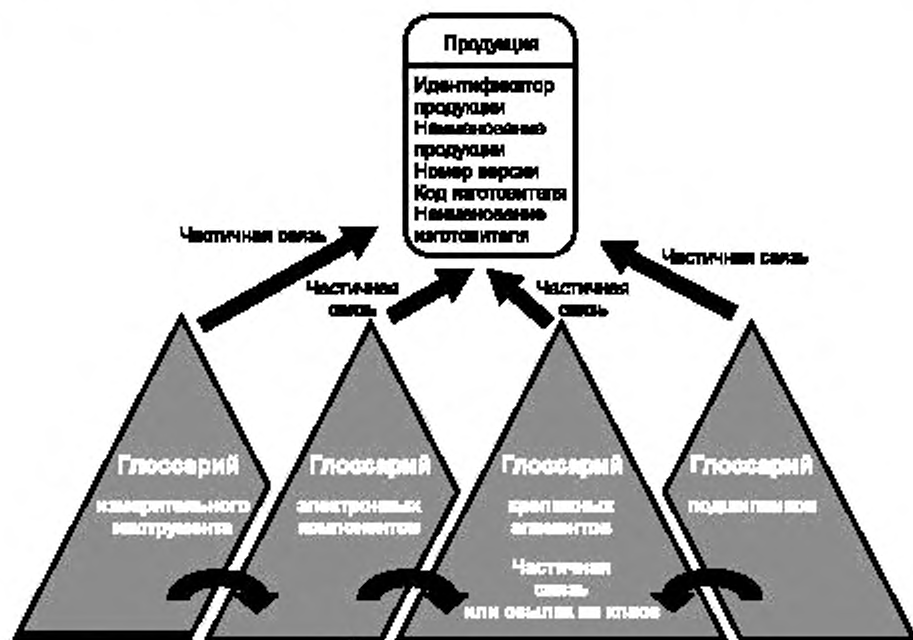 Продукция
Идентификатор
продукции
Наименование
продукции
Номер версии
Код изготовителя
Наименование
изготовителя
Частичная связь
Частичная
связь
Частичная
связь
Частичная связь
Глоссарий
измерительного
инструмента
Глоссарий
электронных
компонентов
Глоссарий
крепежных
элементов
Частичная
связь
или ссылка на класс
Глоссарий
подшипников